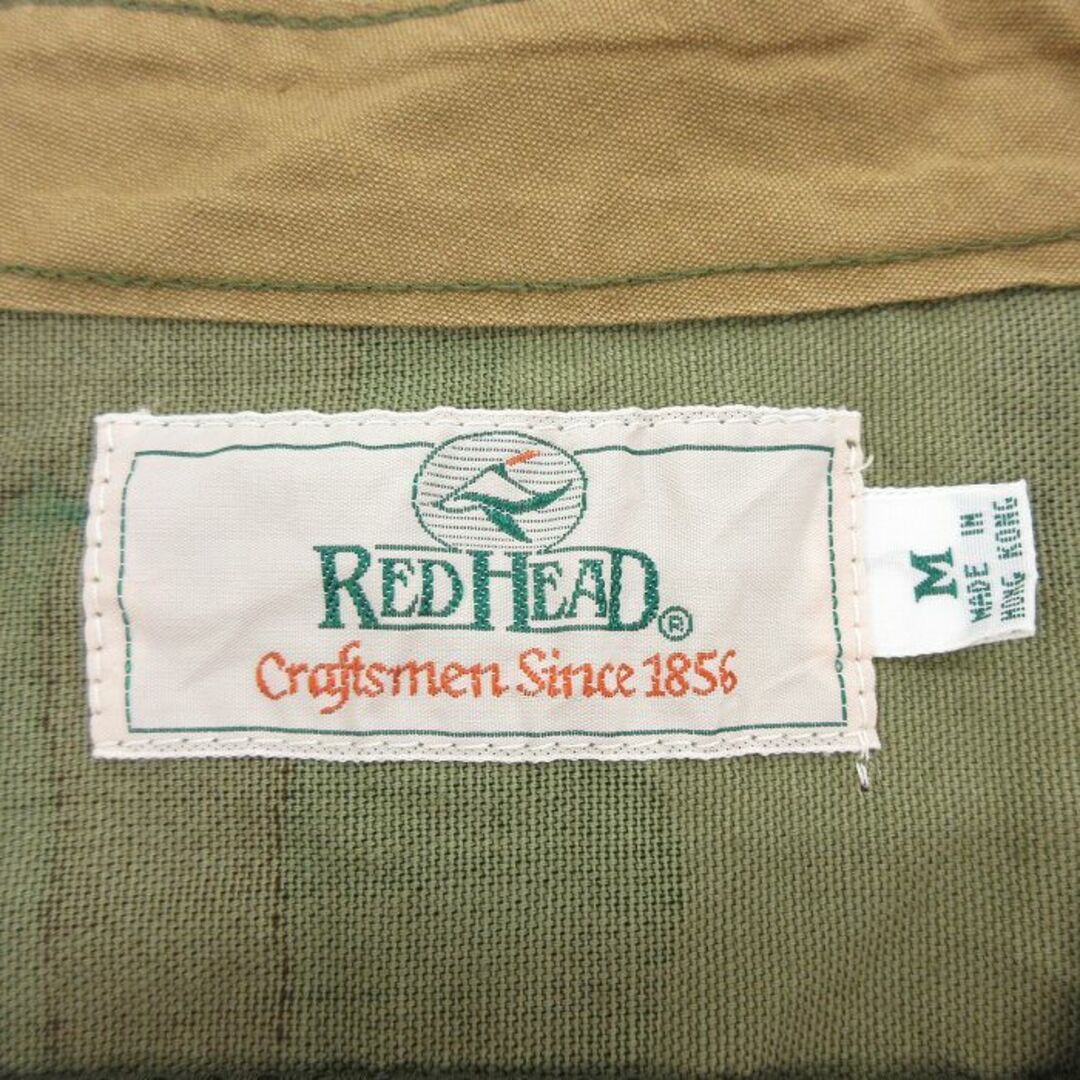 REDHEAD®
Craftsmen Since 1856
M
MADE IN
HONG KONG